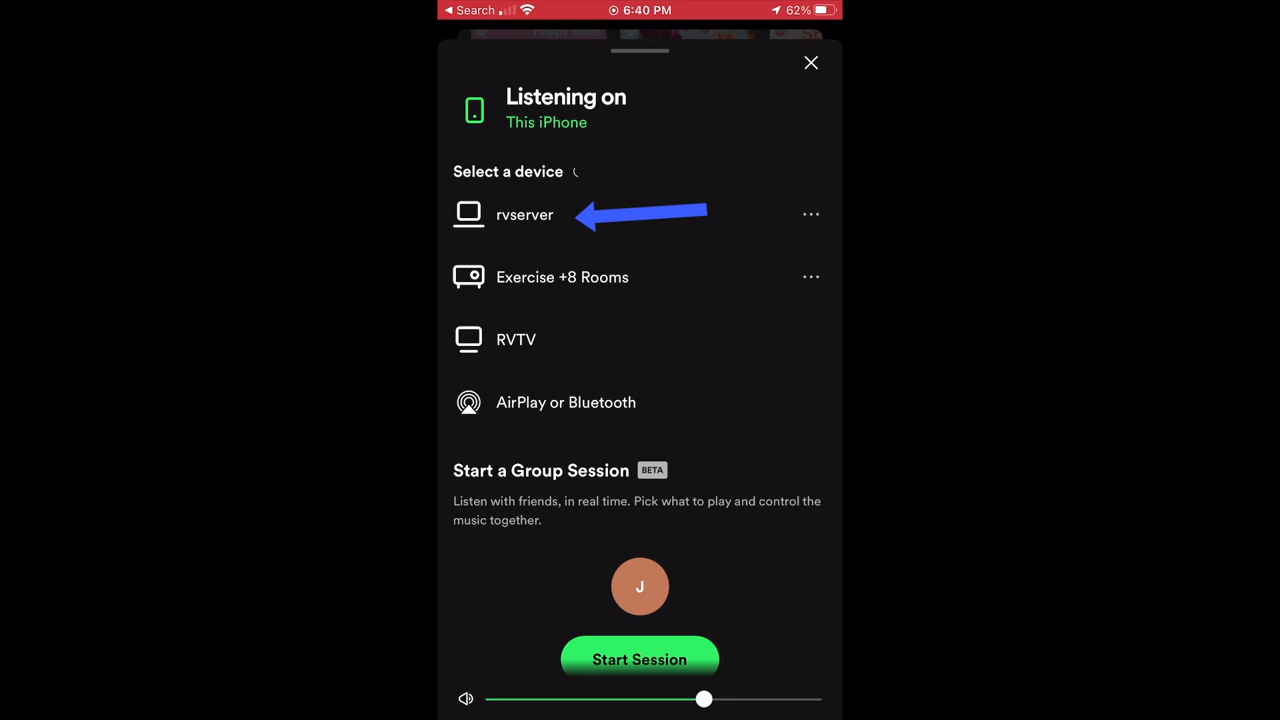 Search
6:40 PM
62%
Happy Beats
Listening on
This iPhone
Select a device
rvserver
Exercise +8 Rooms
RVTV
AirPlay or Bluetooth
Start a Group Session BETA
Listen with friends, in real time. Pick what to play and control the
music together.
J
Start Session